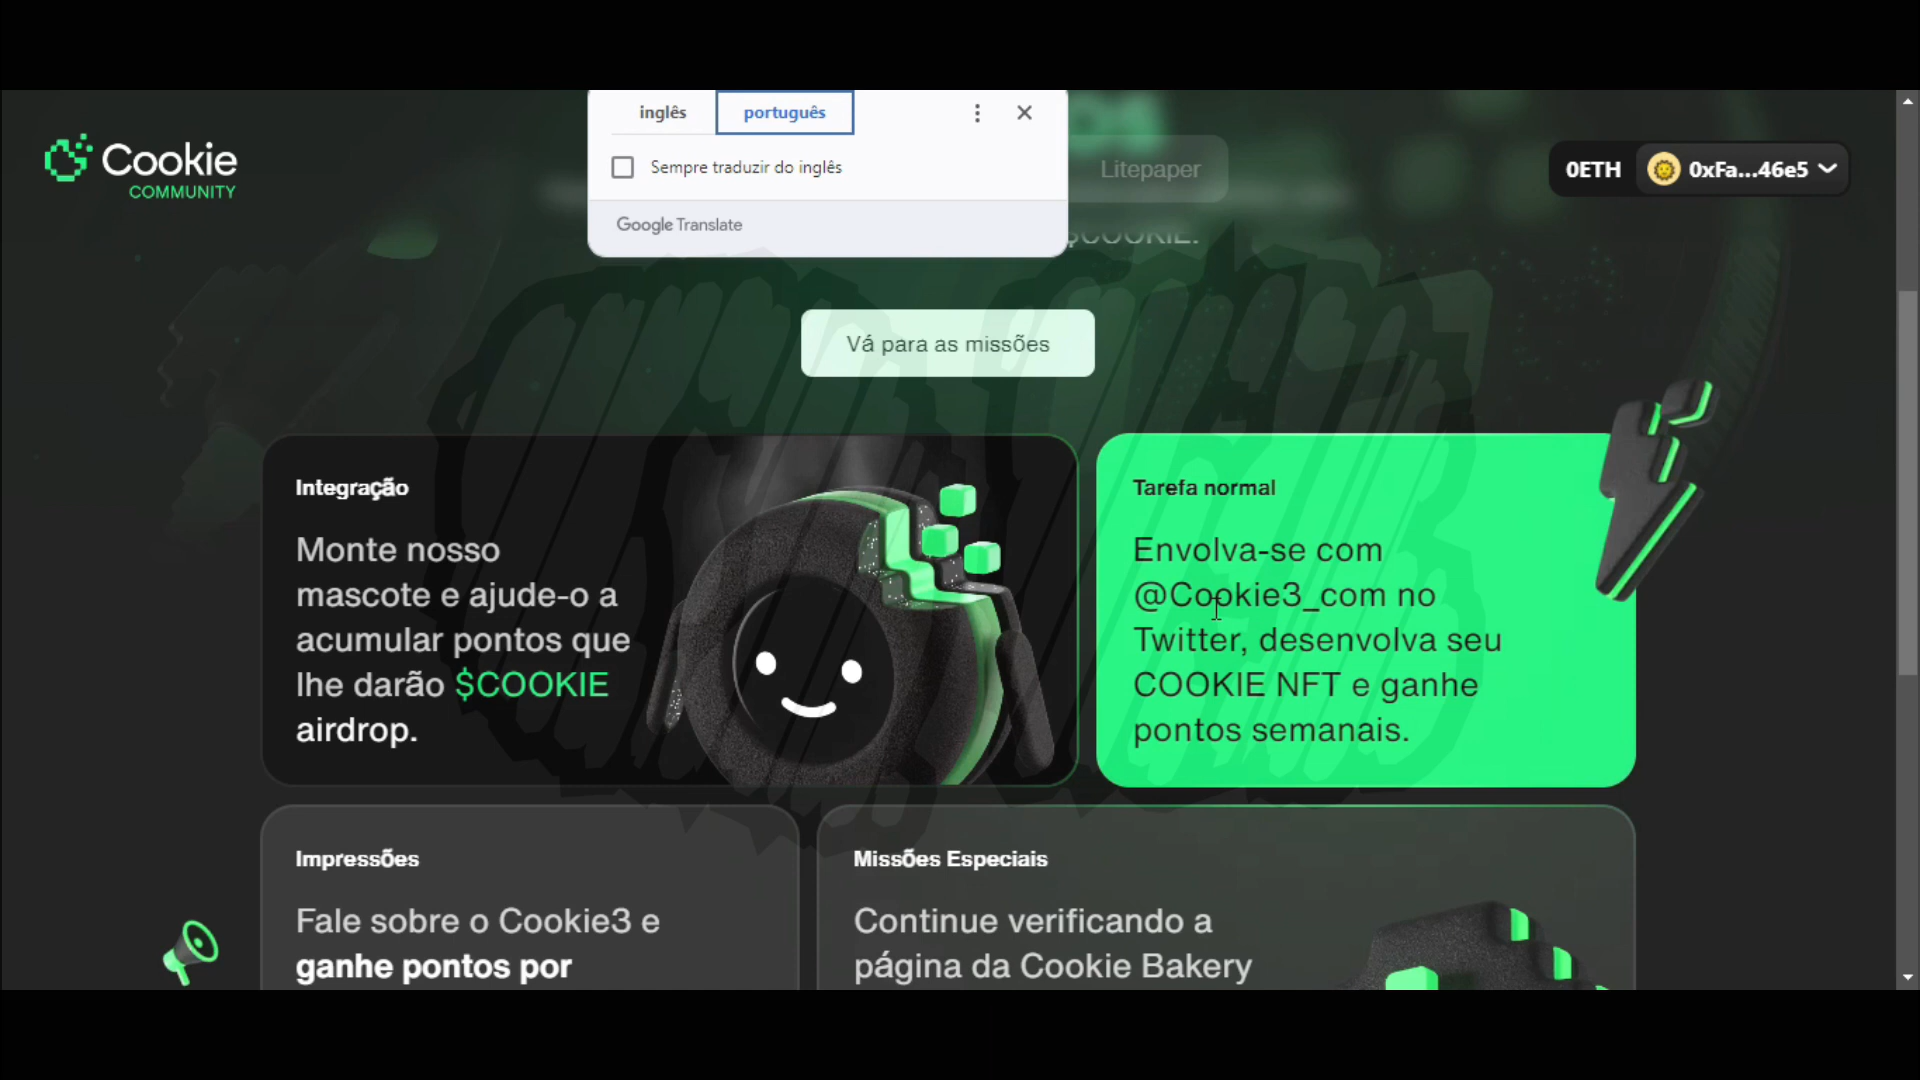 inglês português
Sempre traduzir do inglês
Google Translate
Cookie
COMMUNITY
Litepaper
0ETH 0xFa...46e5
$COOKIE.
Vá para as missões
Integração
Monte nosso
mascote e ajude-o a
acumular pontos que
lhe darão $COOKIE
airdrop.
Tarefa normal
Envolva-se com
@Cookie3_com no
Twitter, desenvolva seu
COOKIE NFT e ganhe
pontos semanais.
Impressões
Fale sobre o Cookie3 e
ganhe pontos por
Missões Especiais
Continue verificando a
página da Cookie Bakery